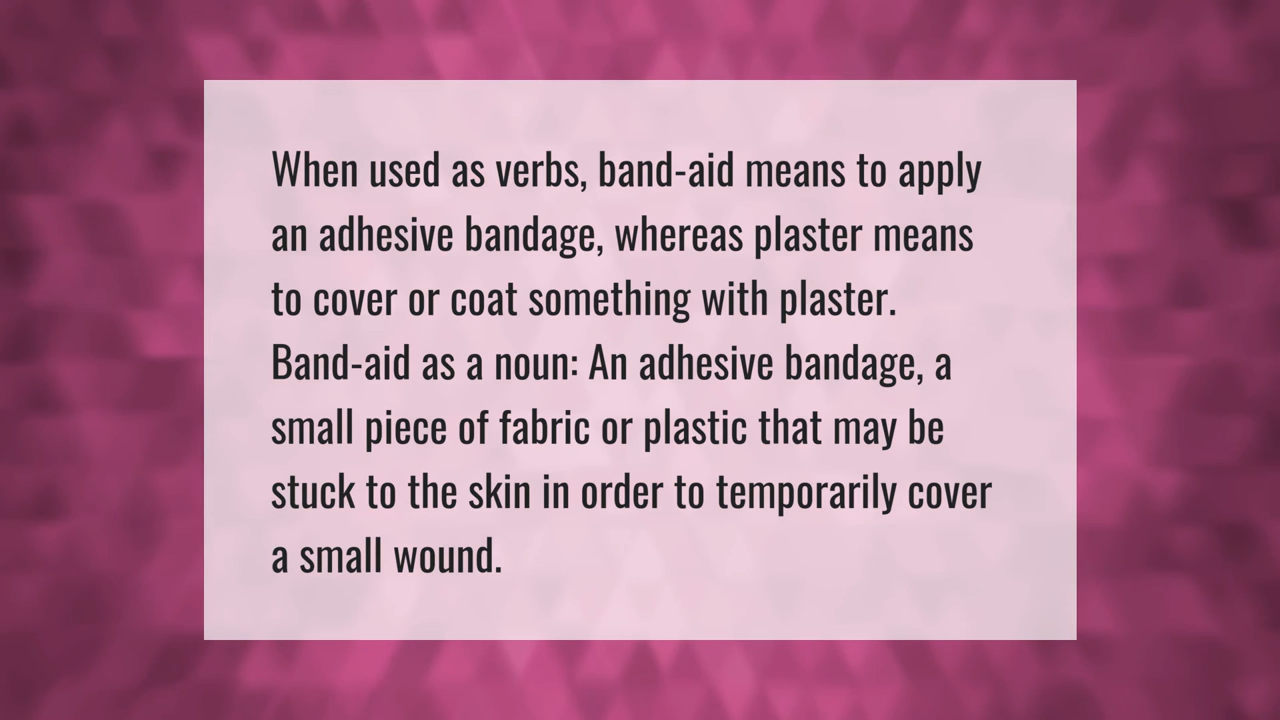 When used as verbs, band-aid means to apply
an adhesive bandage, whereas plaster means
to cover or coat something with plaster.
Band-aid as a noun: An adhesive bandage, a
small piece of fabric or plastic that may be
stuck to the skin in order to temporarily cover
a small wound.